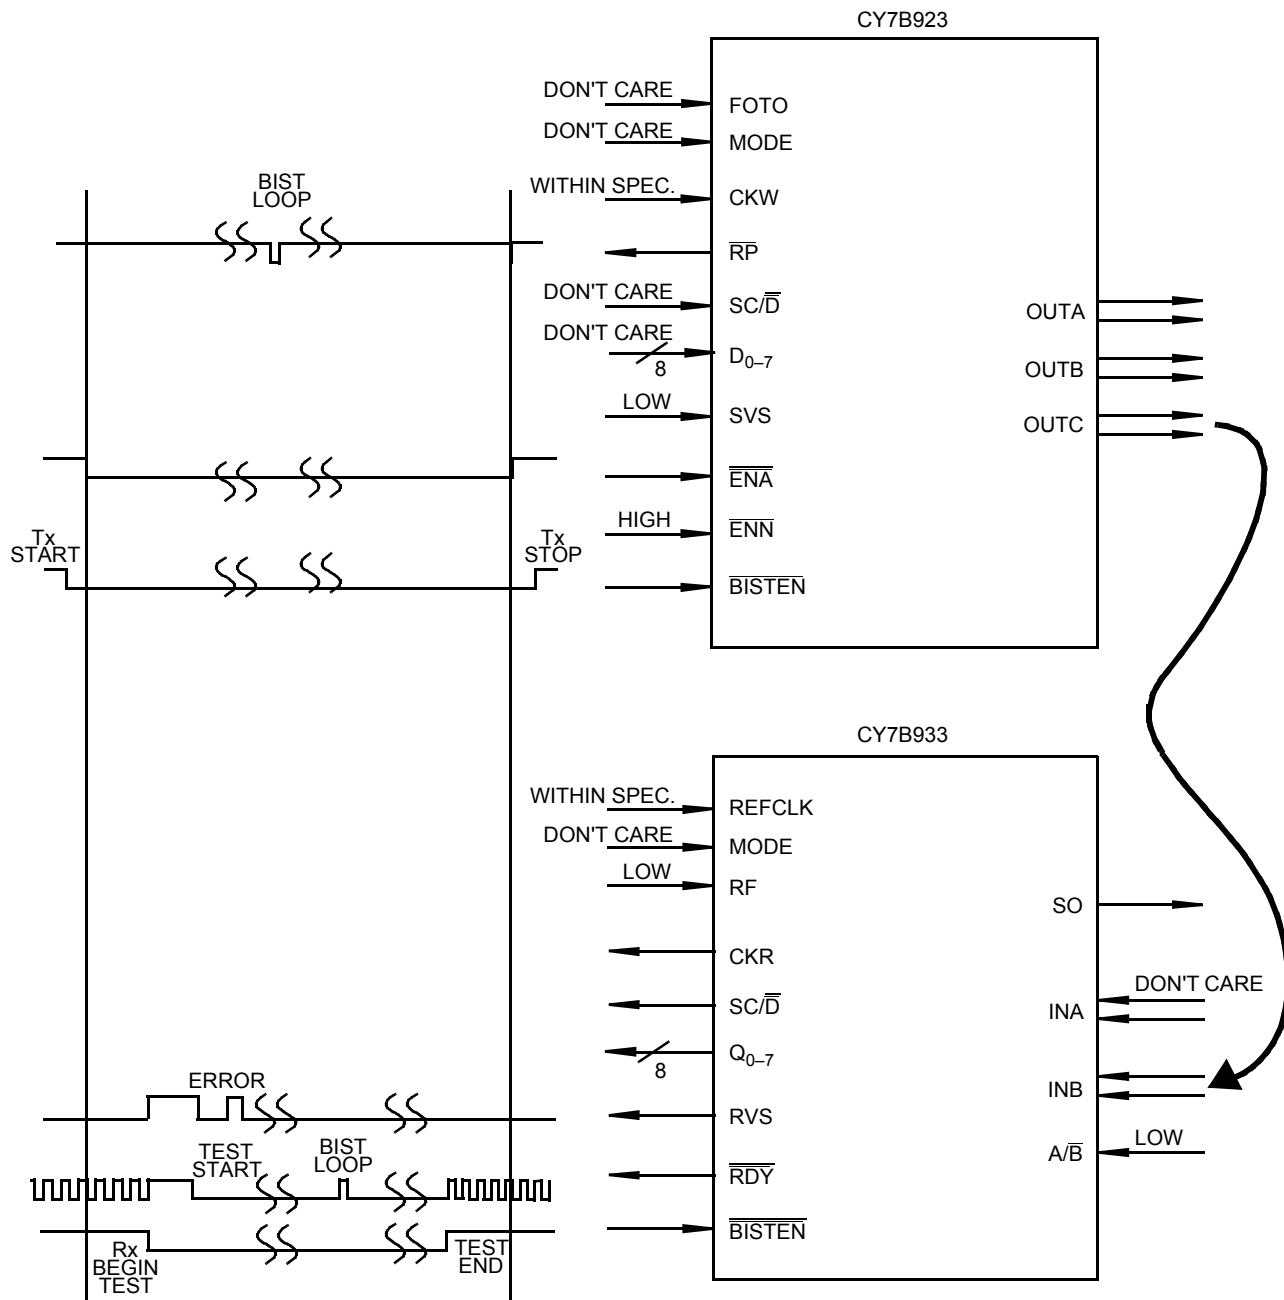 CY7B923
DON'T CARE
FOTO
DON'T CARE
MODE
BIST
LOOP
WITHIN SPEC.
CKW
RP
DON'T CARE
SC/D
OUTA
DON'T CARE
8
D0–7
OUTB
LOW
SVS
OUTC
ENA
Tx
START
Tx
STOP
HIGH
ENN
BISTEN
CY7B933
WITHIN SPEC.
REFCLK
DON'T CARE
MODE
LOW
RF
SO
CKR
DON'T CARE
SC/D
INA
8
Q0–7
ERROR
INB
RVS
TEST
START
BIST
LOOP
LOW
A/B
RDY
Rx
BEGIN
TEST
TEST
END
BISTEN